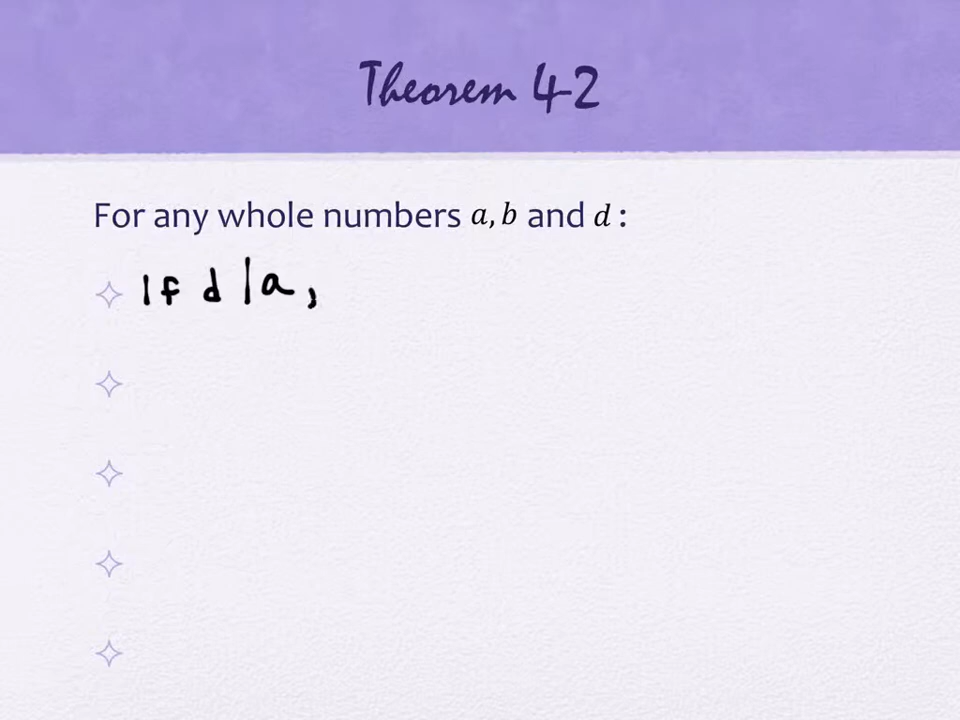 Theorem 4-2
For any whole numbers a, b and d :
If d | a,